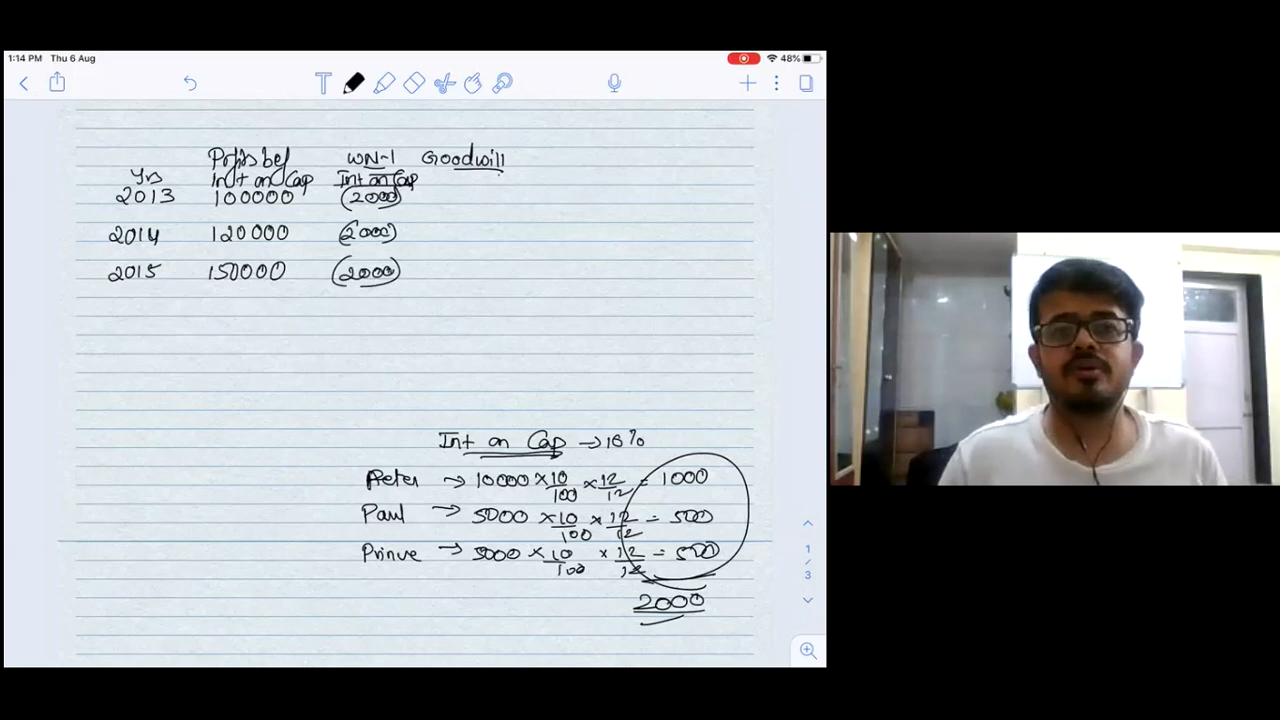 1:14 PM Thu 6 Aug
48%
T
Profits bef WN-1 Goodwill
Yrs Int on Cap Int on Cap
2013 100000 (2000)
2014 120000 (2000)
2015 150000 (2000)
Int on Cap → 10%
Peter → 10000 × 10/100 × 12/12 = 1000
Paul → 5000 × 10/100 × 12/12 = 500
Prince → 5000 × 10/100 × 12/12 = 500
2000
1
/
3